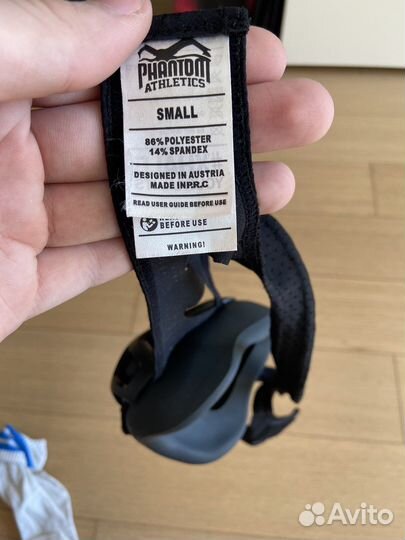 PHANTOM
ATHLETICS
SMALL
86% POLYESTER
14% SPANDEX
DESIGNED IN AUSTRIA
MADE INP.R.C
READ USER GUIDE BEFORE USE
BEFORE USE
WARNING!
Avito